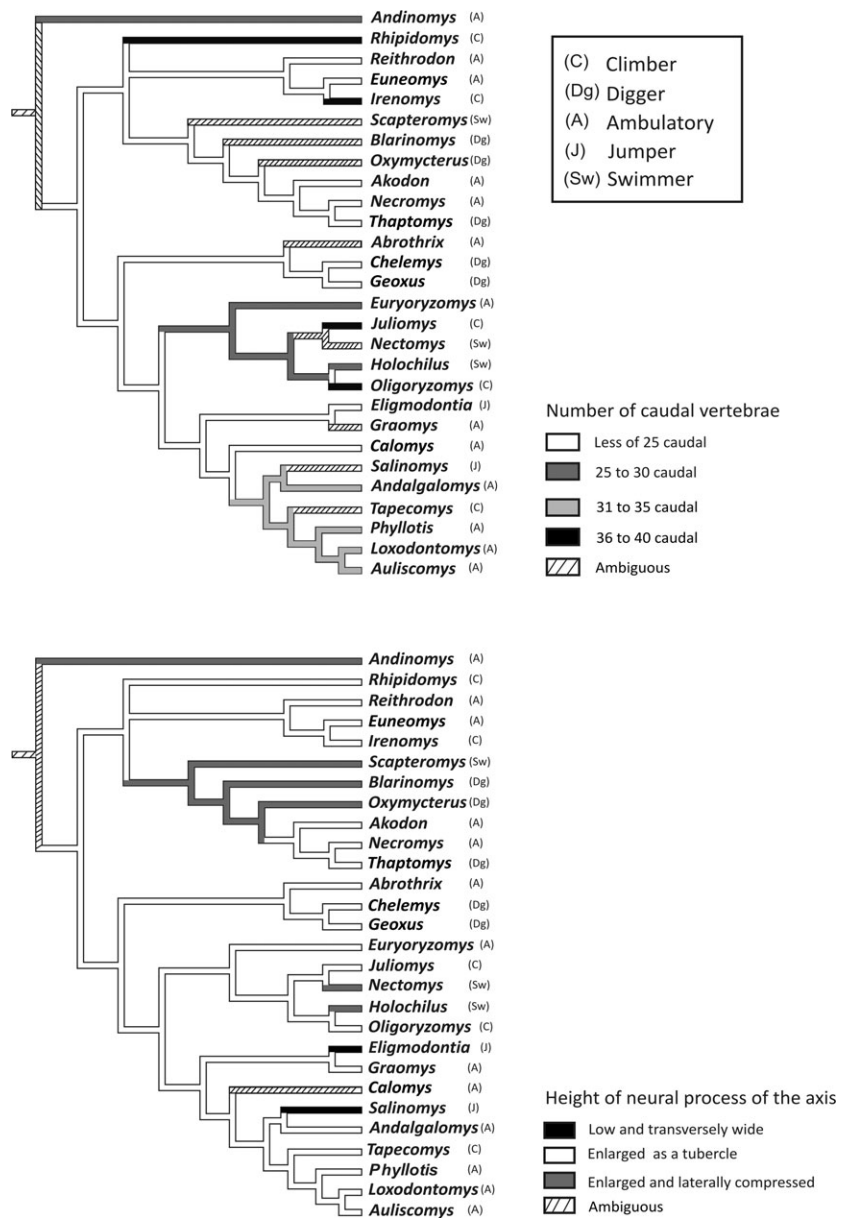 Andinomys (A)
Rhipidomys (C)
Reithrodon (A)
Euneomys (A)
Irenomys (C)
Scapteromys (Sw)
Blarinomys (Dg)
Oxymycterus (Dg)
Akodon (A)
Necromys (A)
Thaptomys (Dg)
Abrothrix (A)
Chelemys (Dg)
Geoxus (Dg)
Euryoryzomys (A)
Juliomys (C)
Nectomys (Sw)
Holochilus (Sw)
Oligoryzomys (C)
Eligmodontia (J)
Graomys (A)
Calomys (A)
Salinomys (J)
Andalgalomys (A)
Tapecomys (C)
Phyllotis (A)
Loxodontomys (A)
Auliscomys (A)
(C) Climber
(Dg) Digger
(A) Ambulatory
(J) Jumper
(Sw) Swimmer
Number of caudal vertebrae
Less of 25 caudal
25 to 30 caudal
31 to 35 caudal
36 to 40 caudal
Ambiguous
Andinomys (A)
Rhipidomys (C)
Reithrodon (A)
Euneomys (A)
Irenomys (C)
Scapteromys (Sw)
Blarinomys (Dg)
Oxymycterus (Dg)
Akodon (A)
Necromys (A)
Thaptomys (Dg)
Abrothrix (A)
Chelemys (Dg)
Geoxus (Dg)
Euryoryzomys (A)
Juliomys (C)
Nectomys (Sw)
Holochilus (Sw)
Oligoryzomys (C)
Eligmodontia (J)
Graomys (A)
Calomys (A)
Salinomys (J)
Andalgalomys (A)
Tapecomys (C)
Phyllotis (A)
Loxodontomys (A)
Auliscomys (A)
Height of neural process of the axis
Low and transversely wide
Enlarged as a tubercle
Enlarged and laterally compressed
Ambiguous